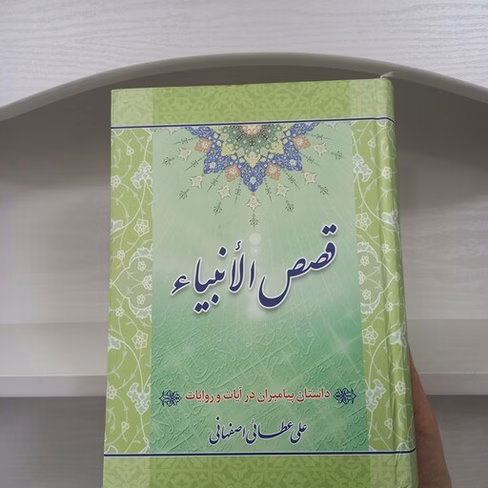 قصص الأنبياء
داستان پیامبران در آیات و روایات
علی عطائی اصفهانی